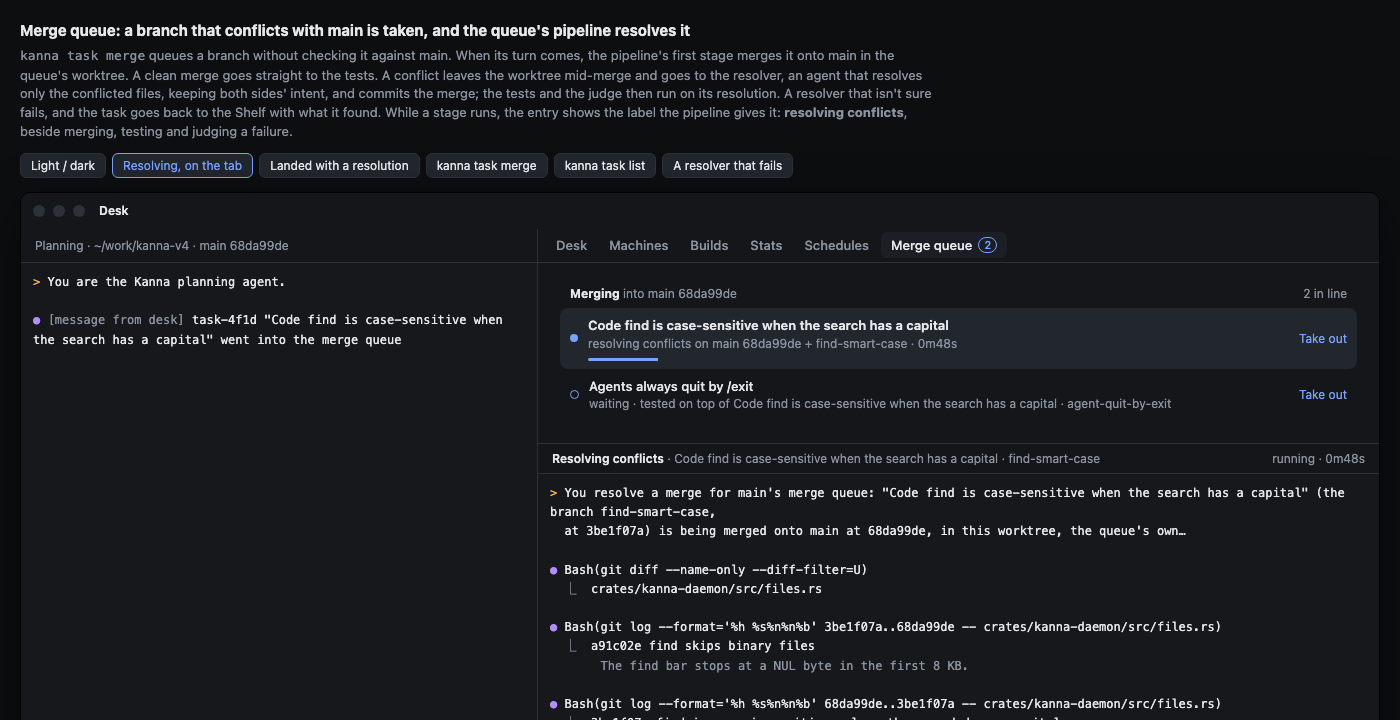 Merge queue: a branch that conflicts with main is taken, and the queue's pipeline resolves it
kanna task merge queues a branch without checking it against main. When its turn comes, the pipeline's first stage merges it onto main in the
queue's worktree. A clean merge goes straight to the tests. A conflict leaves the worktree mid-merge and goes to the resolver, an agent that resolves
only the conflicted files, keeping both sides' intent, and commits the merge; the tests and the judge then run on its resolution. A resolver that isn't sure
fails, and the task goes back to the Shelf with what it found. While a stage runs, the entry shows the label the pipeline gives it: resolving conflicts,
beside merging, testing and judging a failure.
Light / dark
Resolving, on the tab
Landed with a resolution
kanna task merge
kanna task list
A resolver that fails
Desk
Planning · ~/work/kanna-v4 · main 68da99de
> You are the Kanna planning agent.
● [message from desk] task-4f1d "Code find is case-sensitive when
the search has a capital" went into the merge queue
Desk
Machines
Builds
Stats
Schedules
Merge queue 2
Merging into main 68da99de
2 in line
Code find is case-sensitive when the search has a capital
resolving conflicts on main 68da99de + find-smart-case · 0m48s
Take out
Agents always quit by /exit
waiting · tested on top of Code find is case-sensitive when the search has a capital · agent-quit-by-exit
Take out
Resolving conflicts · Code find is case-sensitive when the search has a capital · find-smart-case
running · 0m48s
> You resolve a merge for main's merge queue: "Code find is case-sensitive when the search has a capital" (the
branch find-smart-case,
at 3be1f07a) is being merged onto main at 68da99de, in this worktree, the queue's own…
● Bash(git diff --name-only --diff-filter=U)
⎿ crates/kanna-daemon/src/files.rs
● Bash(git log --format='%h %s%n%n%b' 3be1f07a..68da99de -- crates/kanna-daemon/src/files.rs)
⎿ a91c02e find skips binary files
The find bar stops at a NUL byte in the first 8 KB.
● Bash(git log --format='%h %s%n%n%b' 68da99de..3be1f07a -- crates/kanna-daemon/src/files.rs)